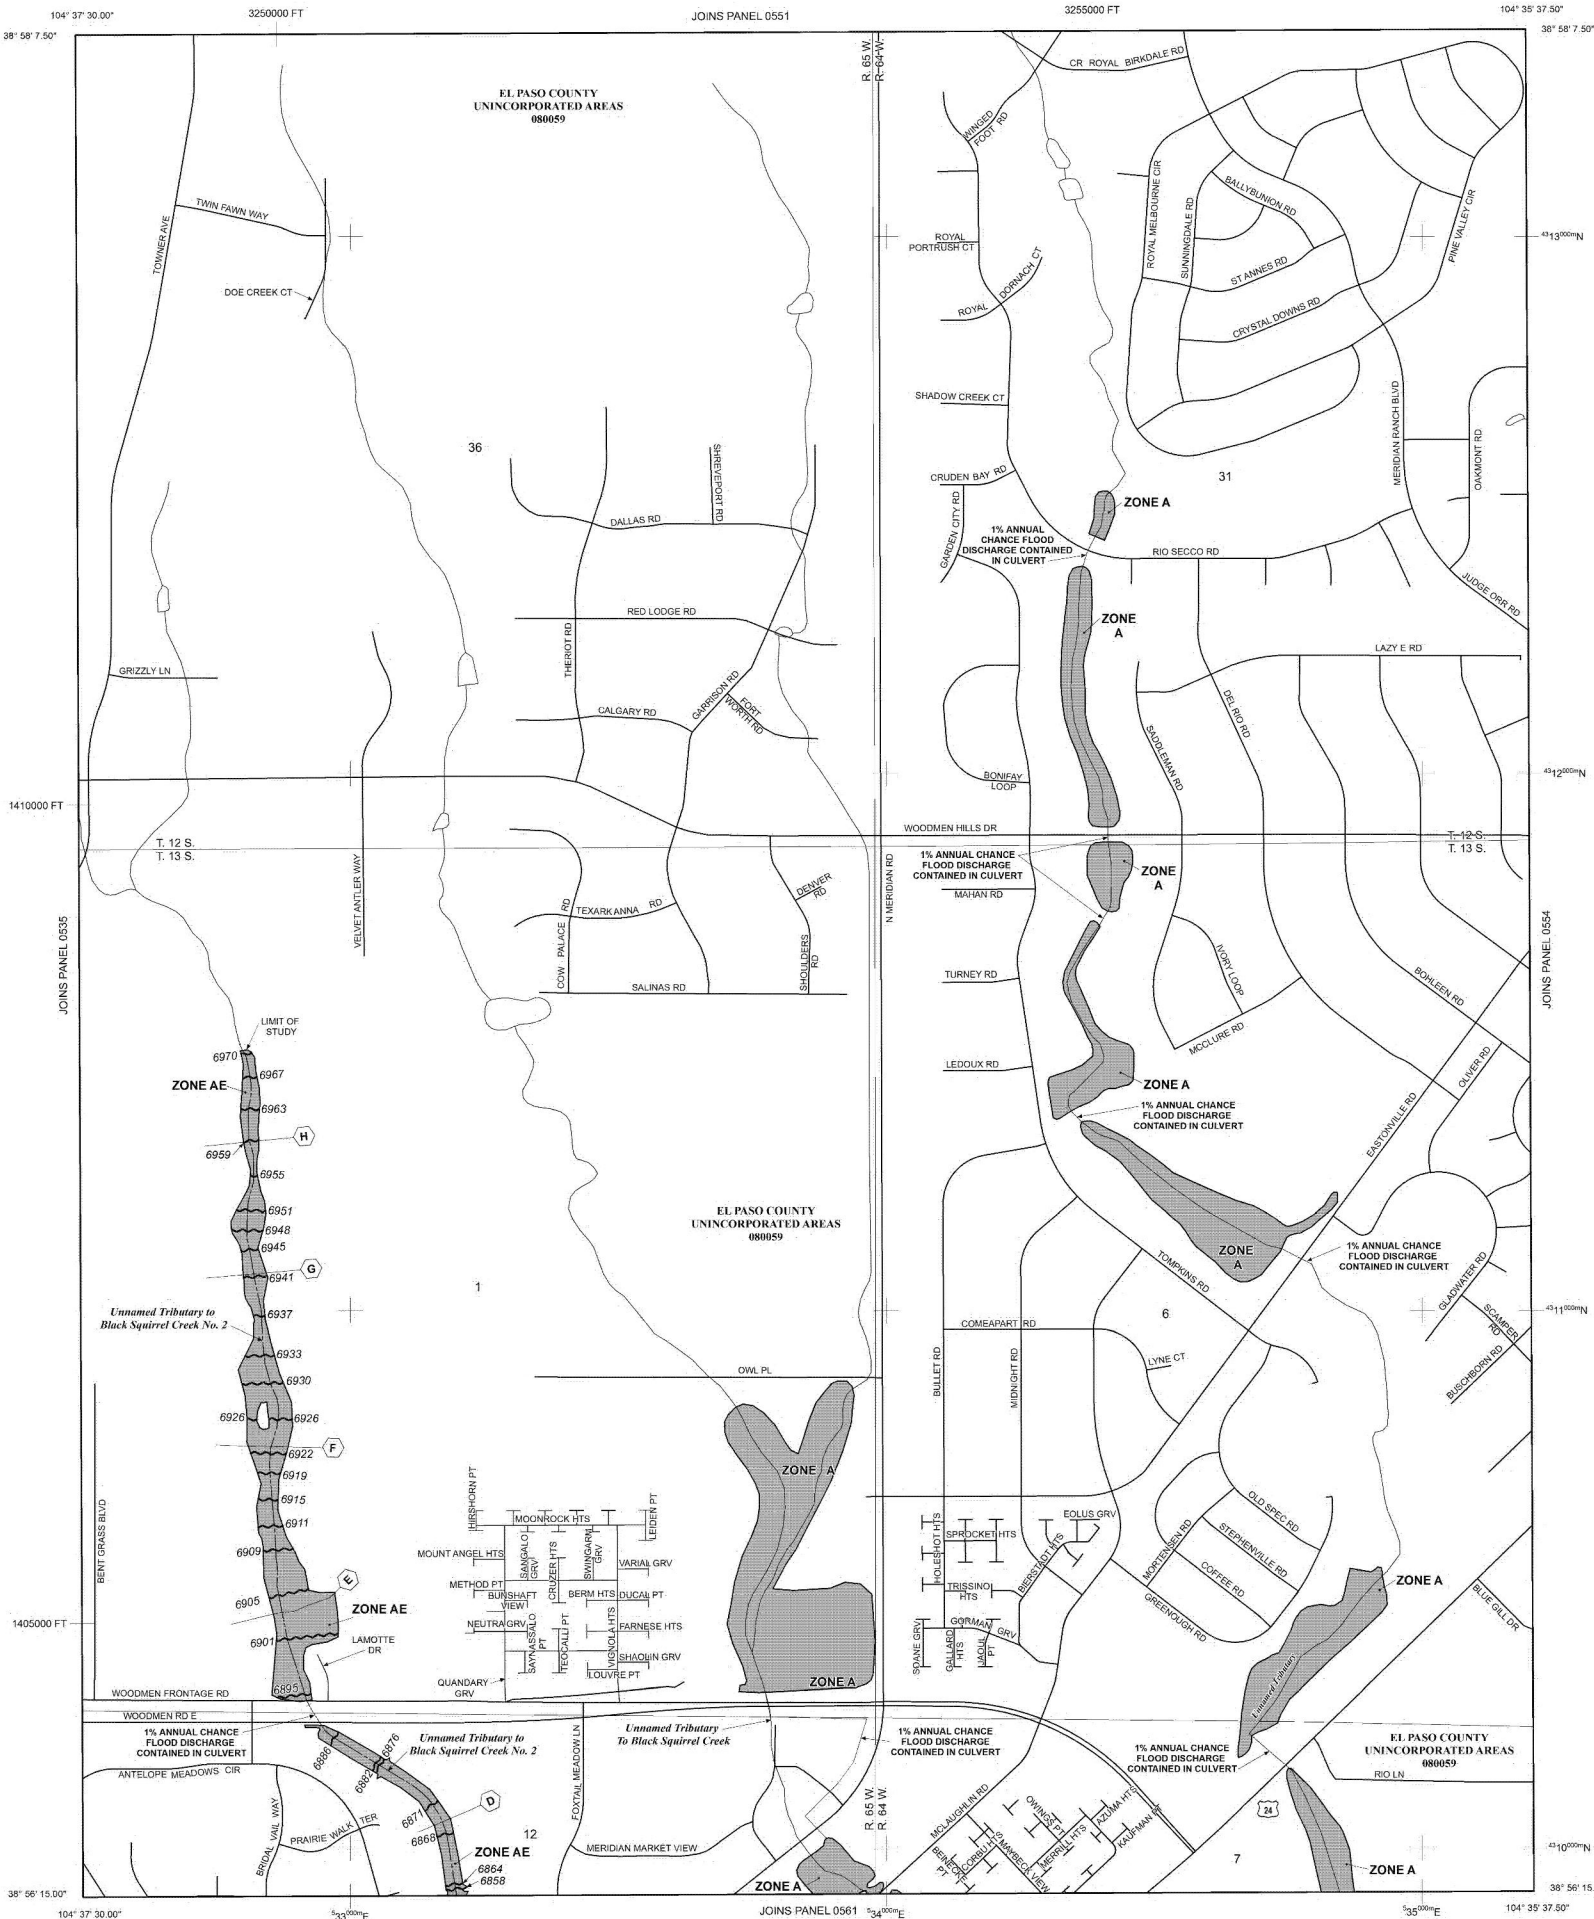 104° 37' 30.00"
3250000 FT
JOINS PANEL 0551
3255000 FT
104° 35' 37.50"
38° 58' 7.50"
38° 58' 7.50"
R. 65 W.
R. 64 W.
EL PASO COUNTY
UNINCORPORATED AREAS
080059
CR ROYAL BIRKDALE RD
WINGED
FOOT RD
TOWNER AVE
TWIN FAWN WAY
DOE CREEK CT
ROYAL
PORTRUSH CT
ROYAL DORNACH CT
ROYAL MELBOURNE CIR
SUNNINGDALE RD
BALLYBUNION RD
ST ANNES RD
CRYSTAL DOWNS RD
PINE VALLEY CIR
4313000mN
SHADOW CREEK CT
MERIDIAN RANCH BLVD
OAKMONT RD
36
31
SHREVEPORT RD
DALLAS RD
CRUDEN BAY RD
GARDEN CITY RD
ZONE A
1% ANNUAL
CHANCE FLOOD
DISCHARGE CONTAINED
IN CULVERT
RIO SECCO RD
JUDGE ORR RD
RED LODGE RD
THERIOT RD
ZONE
A
LAZY E RD
GRIZZLY LN
CALGARY RD
GARRISON RD
FORT
WORTH RD
DEL RIO RD
SADDLEMAN RD
BONIFAY
LOOP
4312000mN
1410000 FT
WOODMEN HILLS DR
T. 12 S.
T. 13 S.
T. 12 S.
T. 13 S.
VELVET ANTLER WAY
N MERIDIAN RD
1% ANNUAL CHANCE
FLOOD DISCHARGE
CONTAINED IN CULVERT
ZONE
A
MAHAN RD
DENVER
RD
TEXARKANNA RD
COW PALACE RD
SHOULDERS
RD
SALINAS RD
JOINS PANEL 0535
JOINS PANEL 0554
TURNEY RD
IVORY LOOP
BOHLEEN RD
MCCLURE RD
LIMIT OF
STUDY
6970
6967
ZONE AE
6963
H
6959
6955
6951
6948
6945
G
6941
6937
Unnamed Tributary to
Black Squirrel Creek No. 2
6933
6930
6926
6926
F
6922
6919
6915
6911
6909
E
6905
ZONE AE
6901
LAMOTTE
DR
6895
LEDOUX RD
ZONE A
1% ANNUAL CHANCE
FLOOD DISCHARGE
CONTAINED IN CULVERT
OLIVER RD
EASTONVILLE RD
EL PASO COUNTY
UNINCORPORATED AREAS
080059
ZONE
A
1% ANNUAL CHANCE
FLOOD DISCHARGE
CONTAINED IN CULVERT
TOMPKINS RD
GLADWATER RD
SCAMPER
RD
BUSCHBORN RD
4311000mN
1
6
COMEAPART RD
LYNE CT
BULLET RD
MIDNIGHT RD
OWL PL
ZONE A
BENT GRASS BLVD
HIRSHORN PT
MOONROCK HTS
LEIDEN PT
MOUNT ANGEL HTS
SANGALO
GRV
CRUZER HTS
SWINGARM
GRV
VARIAL GRV
METHOD PT
BUNSHAFT
VIEW
BERM HTS
DUCAL PT
NEUTRA GRV
SAYNASSALO
PT
TEOCALLI PT
VIGNOLA HTS
FARNESE HTS
SHAOLIN GRV
LOUVRE PT
QUANDARY
GRV
ZONE A
HOLESHOT HTS
SPROCKET HTS
EOLUS GRV
BIERSTADT HTS
TRISSINO
HTS
GORMAN GRV
SOANE GRV
GALLARD
HTS
JAOUL
PT
OLD SPEC RD
STEPHENVILLE RD
COFFEE RD
MORTENSEN RD
GREENOUGH RD
ZONE A
BLUE GILL DR
Unnamed Tributary
1405000 FT
WOODMEN FRONTAGE RD
WOODMEN RD E
1% ANNUAL CHANCE
FLOOD DISCHARGE
CONTAINED IN CULVERT
Unnamed Tributary to
Black Squirrel Creek No. 2
6886
6882
6876
6871
6868
D
ZONE AE
6864
6858
12
ANTELOPE MEADOWS CIR
BRIDAL VAIL WAY
PRAIRIE WALK TER
FOXTAIL MEADOW LN
Unnamed Tributary
To Black Squirrel Creek
1% ANNUAL CHANCE
FLOOD DISCHARGE
CONTAINED IN CULVERT
MERIDIAN MARKET VIEW
R. 65 W.
R. 64 W.
ZONE A
MCLAUGHLIN RD
OWINGS PT
AZUMA HTS
KAUFMAN PT
MERRILL HTS
S MAYBECK VIEW
CORBU HTS
BEINECKE
PT
1% ANNUAL CHANCE
FLOOD DISCHARGE
CONTAINED IN CULVERT
EL PASO COUNTY
UNINCORPORATED AREAS
080059
RIO LN
24
7
ZONE A
4310000mN
38° 56' 15.00"
38° 56' 15.
104° 37' 30.00"
533000mE
JOINS PANEL 0561
534000mE
535000mE
104° 35' 37.50"